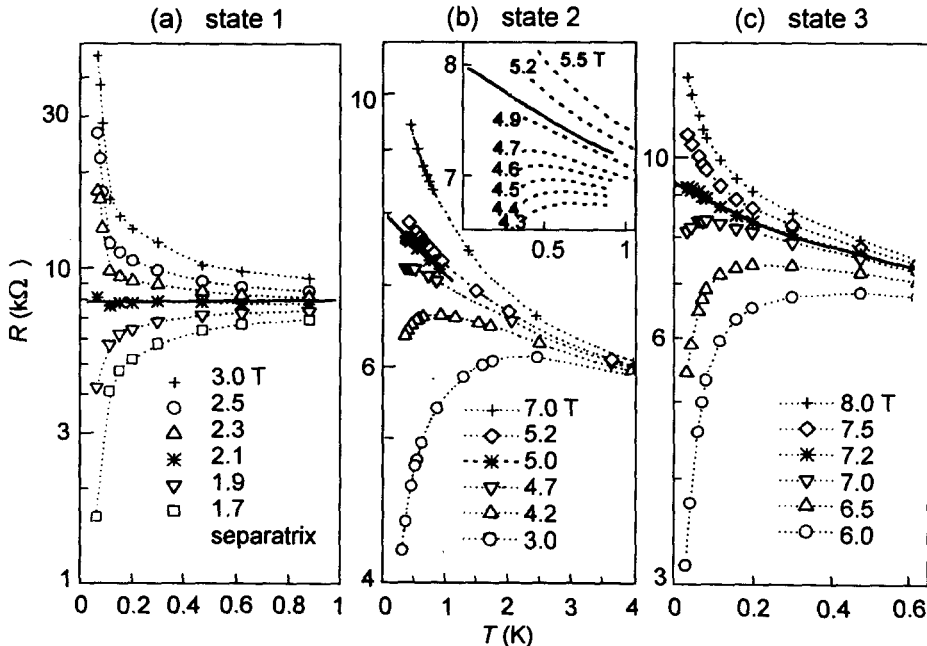 (a) state 1
(b) state 2
(c) state 3
R (kΩ)
30
10
3
1
3.0 T
2.5
2.3
2.1
1.9
1.7
separatrix
0 0.2 0.4 0.6 0.8 1
10
6
4
8
7
5.5 T
5.2
4.9
4.7
4.6
4.5
4.4
4.3
0.5 1
7.0 T
5.2
5.0
4.7
4.2
3.0
0 1 2 3 4
T (K)
10
6
3
8.0 T
7.5
7.2
7.0
6.5
6.0
0 0.2 0.4 0.6